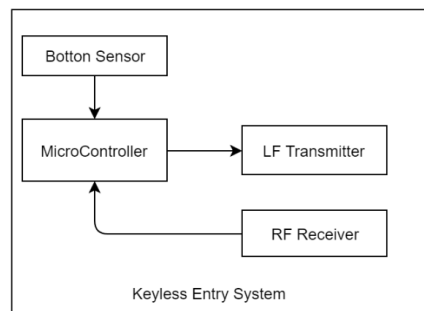 Botton Sensor
MicroController
LF Transmitter
RF Receiver
Keyless Entry System